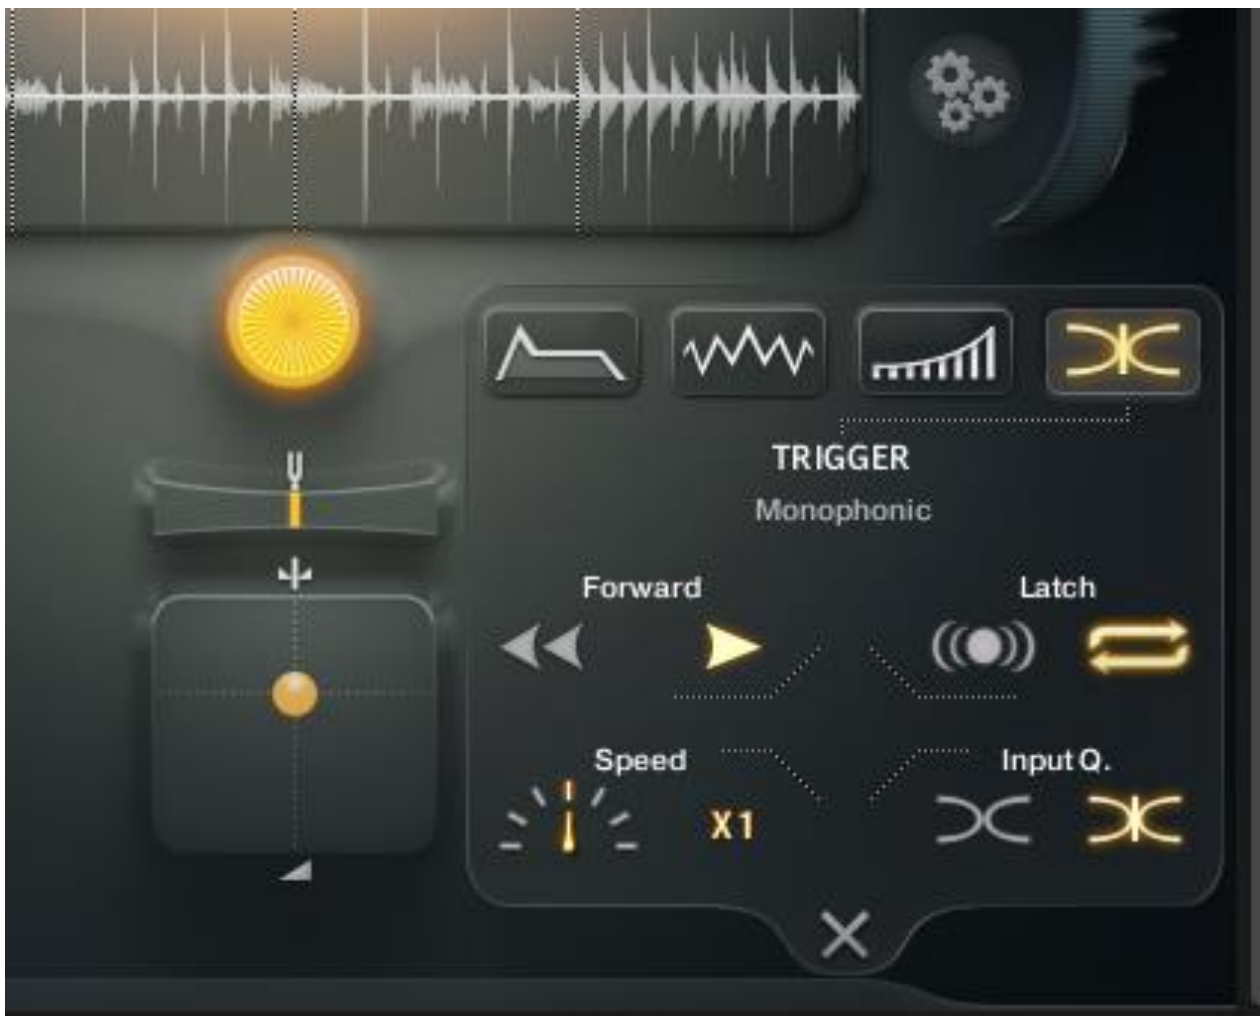 TRIGGER
Monophonic
Forward
Latch
Speed
Input Q.
X1